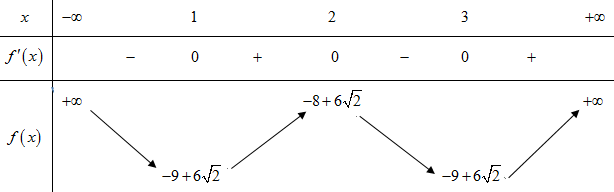 x −∞ 1 2 3 +∞
f′(x) − 0 + 0 − 0 +
+∞ −8+6√2 +∞
f(x)
−9+6√2 −9+6√2